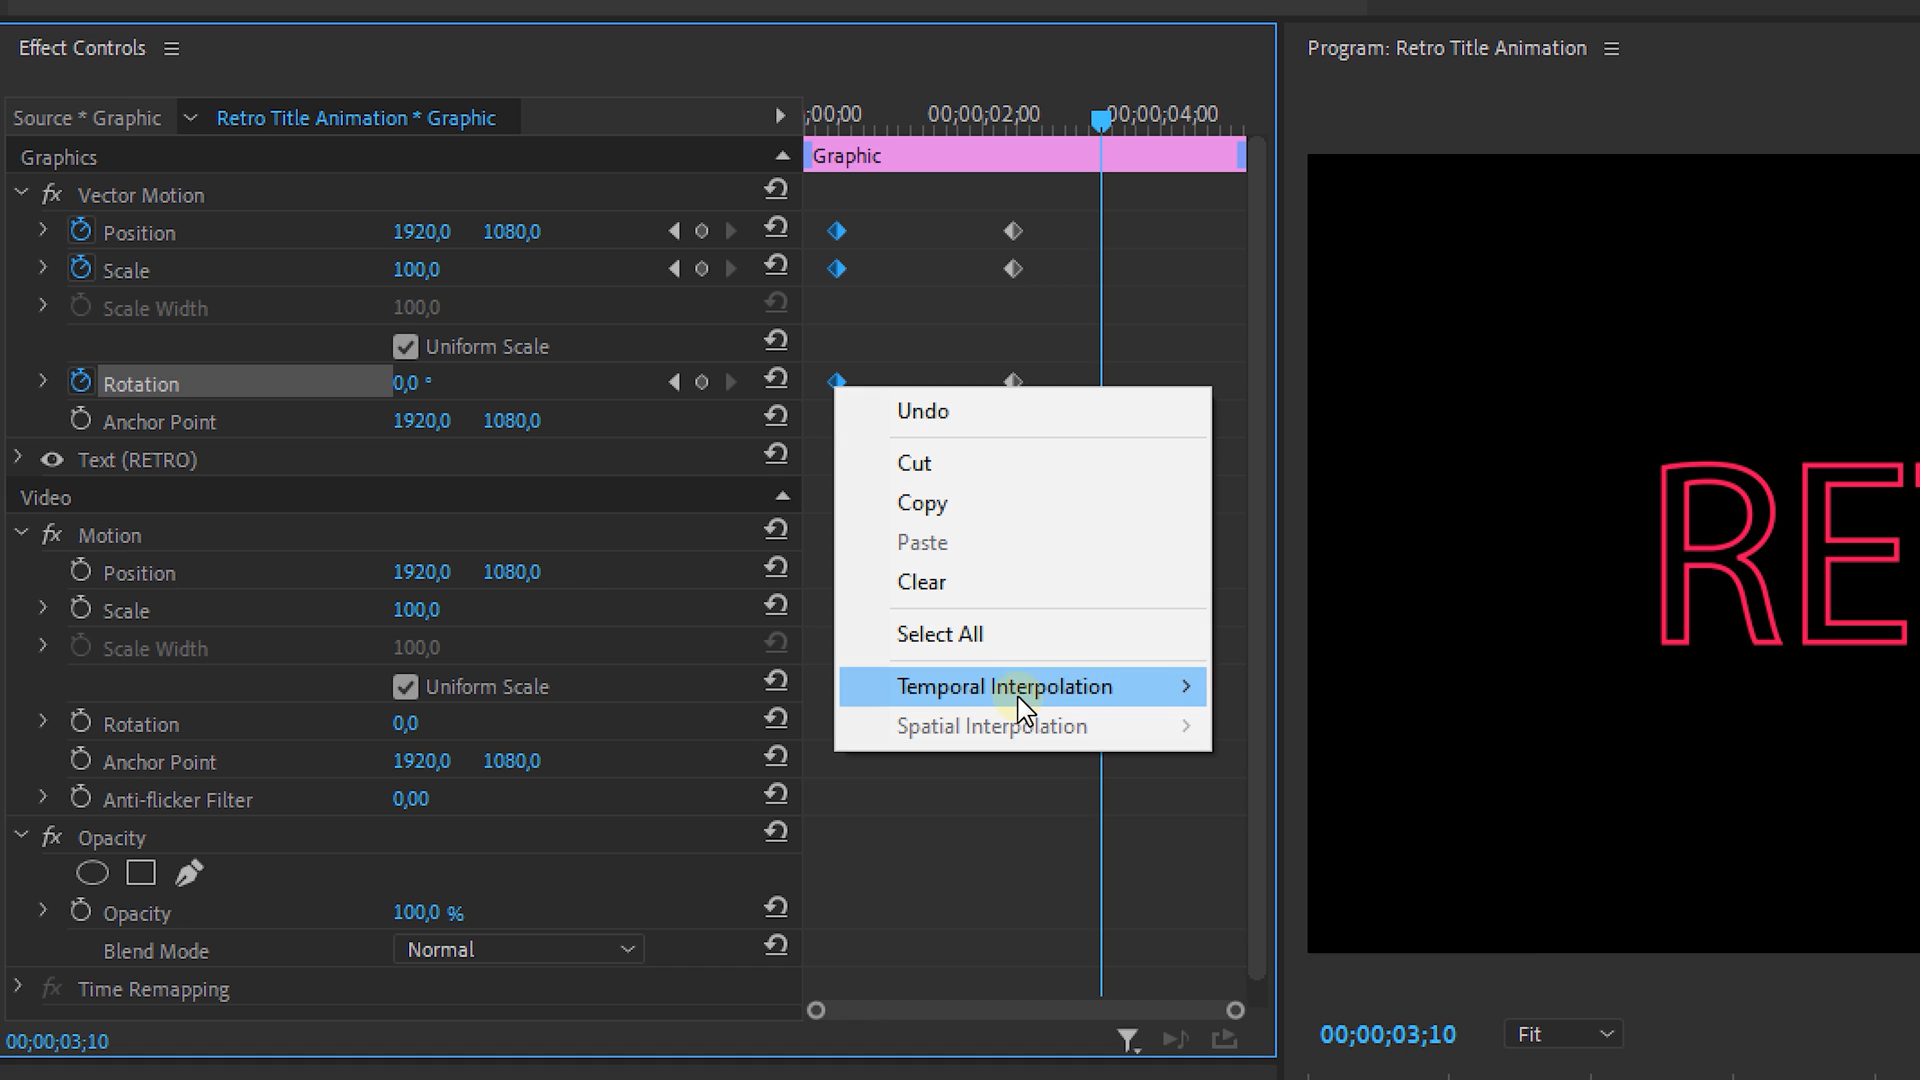 Effect Controls
Program: Retro Title Animation
Source * Graphic
Retro Title Animation * Graphic
;00;00
00;00;02;00
00;00;04;00
Graphics
Graphic
fx Vector Motion
Position 1920,0 1080,0
Scale 100,0
Scale Width 100,0
Uniform Scale
Rotation 0,0 °
Anchor Point 1920,0 1080,0
Text (RETRO)
Video
fx Motion
Position 1920,0 1080,0
Scale 100,0
Scale Width 100,0
Uniform Scale
Rotation 0,0
Anchor Point 1920,0 1080,0
Anti-flicker Filter 0,00
fx Opacity
Opacity 100,0 %
Blend Mode Normal
fx Time Remapping
00;00;03;10
Undo
Cut
Copy
Paste
Clear
Select All
Temporal Interpolation
Spatial Interpolation
RE
00;00;03;10
Fit